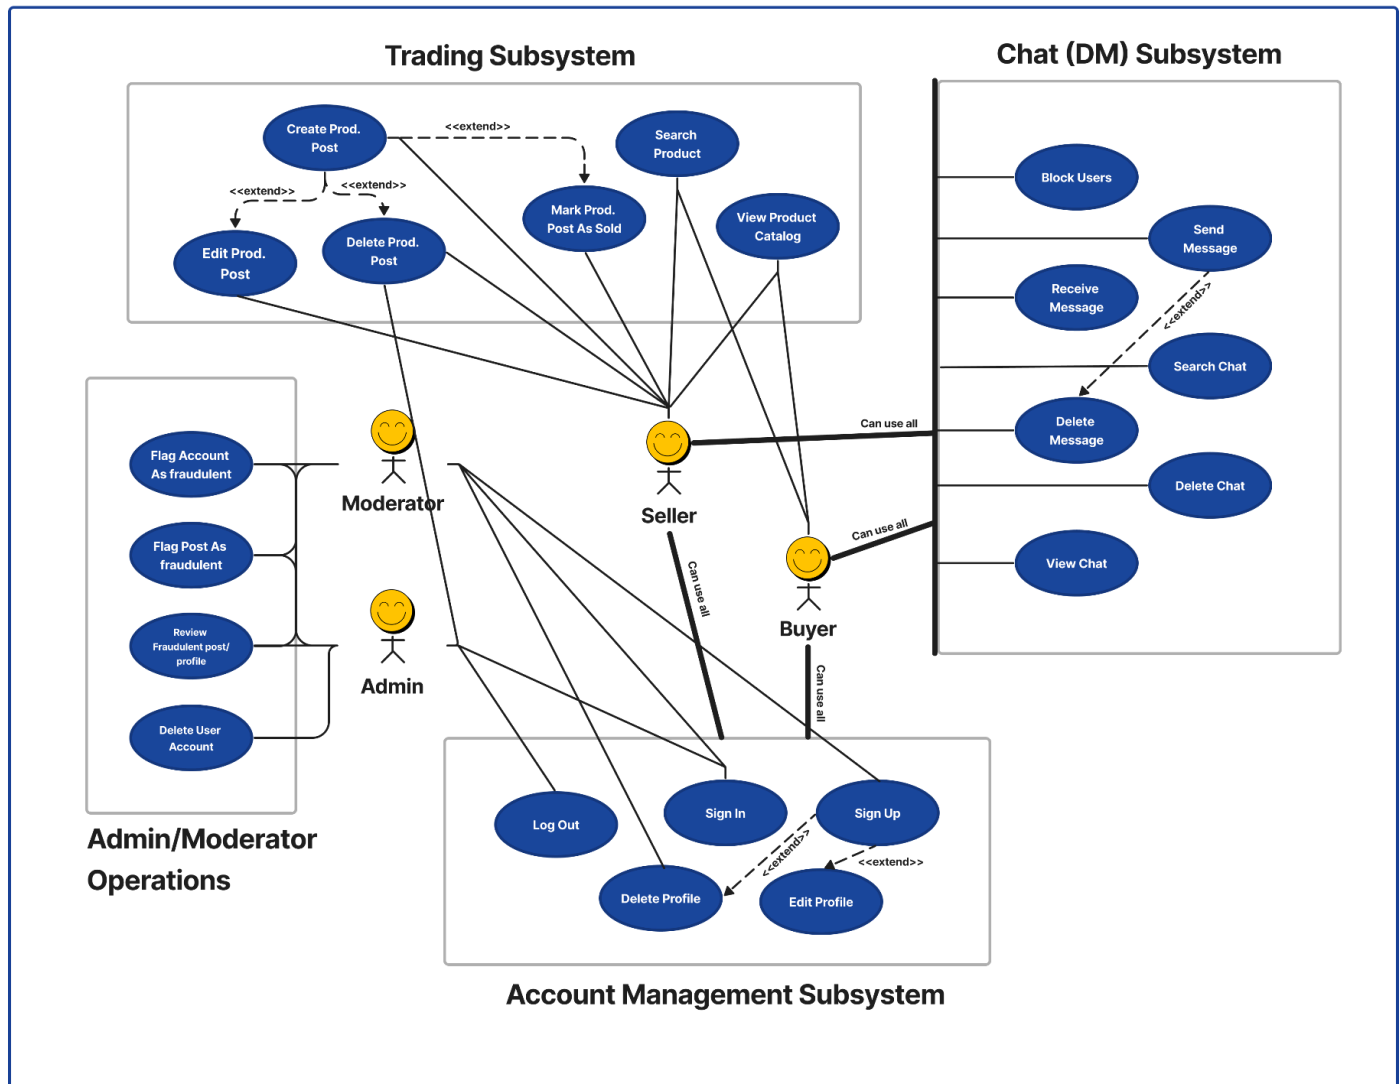 Trading Subsystem
Chat (DM) Subsystem
Create Prod.
Post
<<extend>>
Search
Product
<<extend>>
<<extend>>
Mark Prod.
Post As Sold
View Product
Catalog
Edit Prod.
Post
Delete Prod.
Post
Block Users
Send
Message
Receive
Message
<<extend>>
Search Chat
Delete
Message
Delete Chat
View Chat
Flag Account
As fraudulent
Flag Post As
fraudulent
Review
Fraudulent post/
profile
Delete User
Account
Moderator
Admin
Seller
Buyer
Can use all
Can use all
Can use all
Can use all
Admin/Moderator
Operations
Log Out
Sign In
Sign Up
<<extend>>
<<extend>>
Delete Profile
Edit Profile
Account Management Subsystem